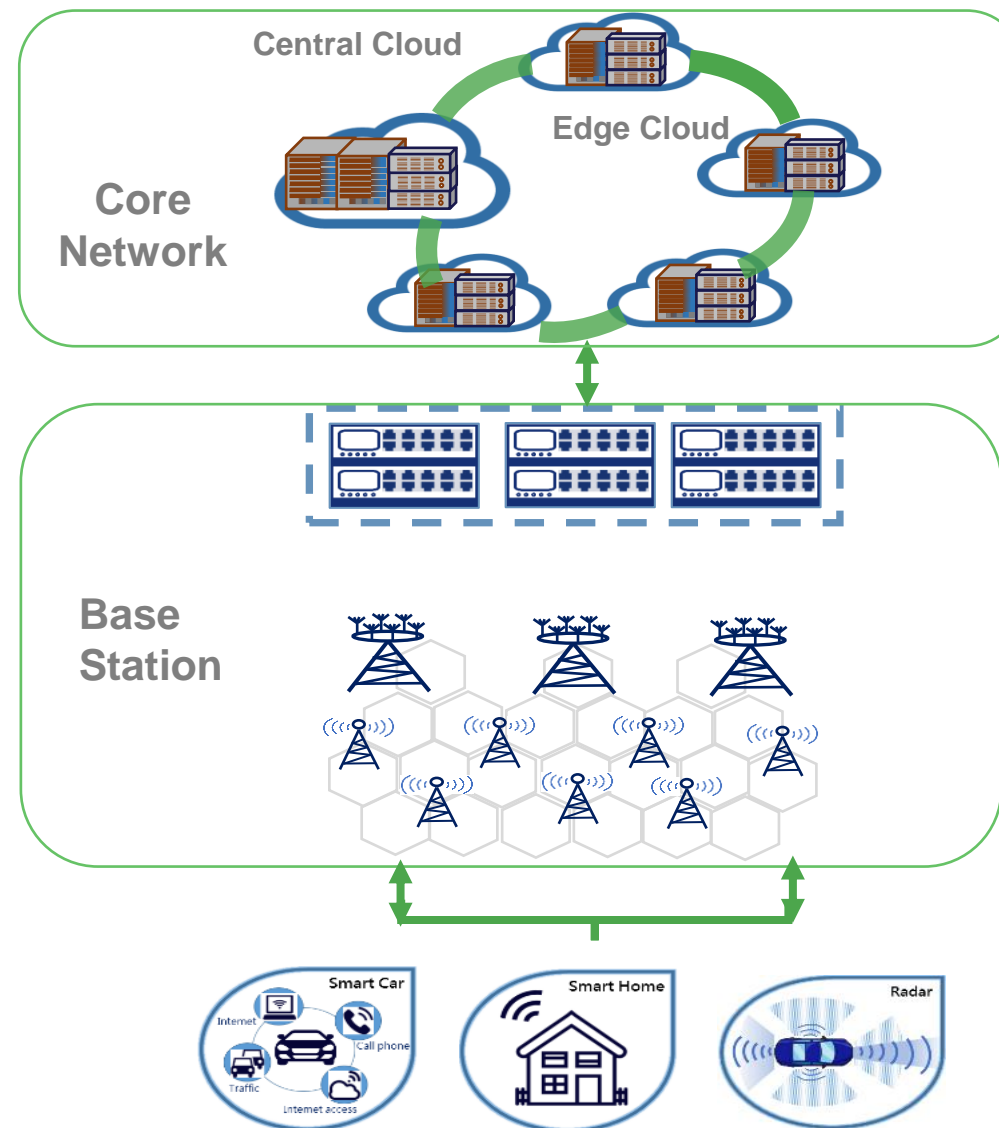 Central Cloud
Edge Cloud
Core
Network
Base
Station
Smart Car
Internet
Call phone
Traffic
Internet access
Smart Home
Radar